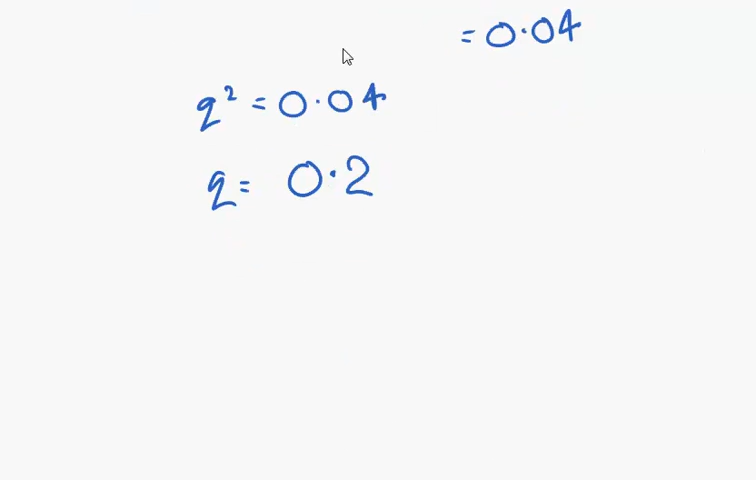 = 0.04
q² = 0.04
q = 0.2